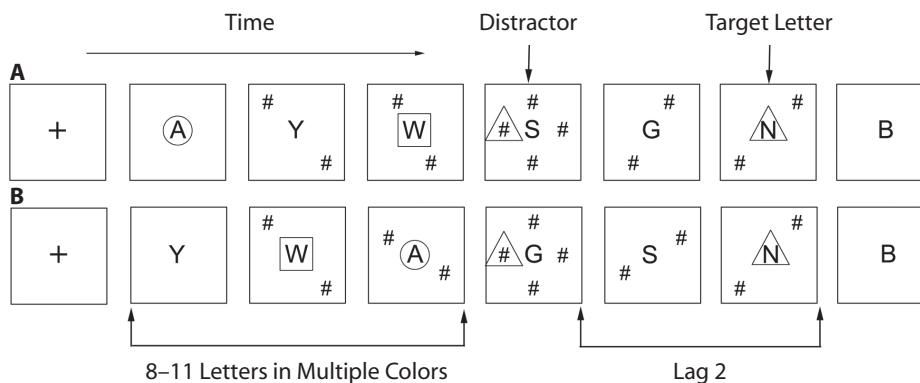 Time Distractor Target Letter
A
+ A # Y # # W # # # S # # # G # # N # B
B
+ Y # W # # A # # # G # # # S # # N # B
8–11 Letters in Multiple Colors Lag 2